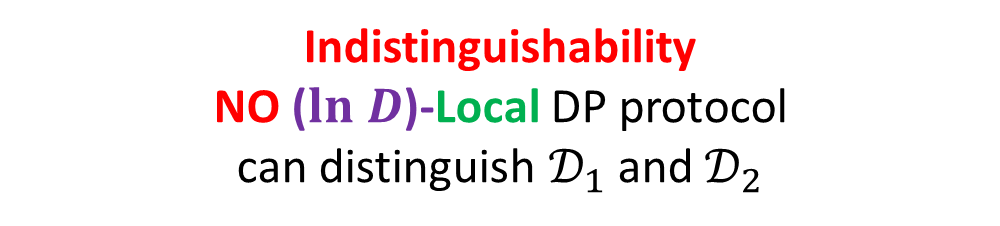 Indistinguishability
NO (ln 𝑫)-Local DP protocol
can distinguish 𝒟₁ and 𝒟₂